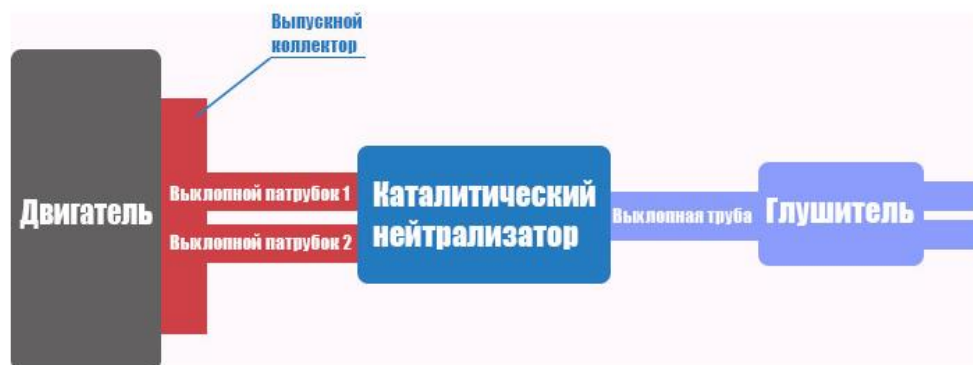 Выпускной
коллектор
Двигатель
Выклопной патрубок 1
Выклопной патрубок 2
Каталитический
нейтрализатор
Выклопная труба
Глушитель